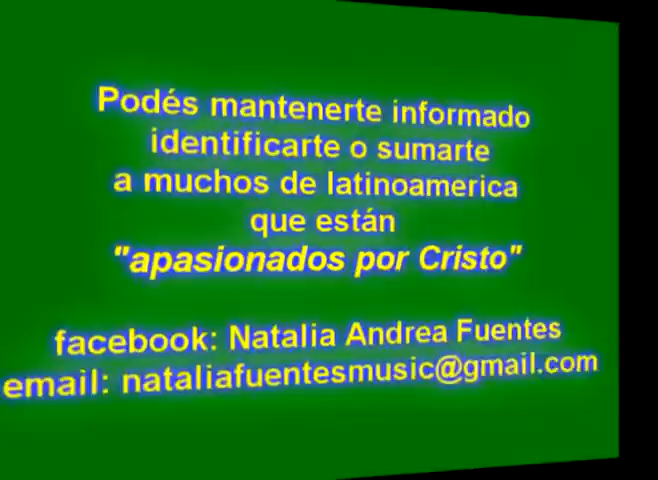 Podés mantenerte informado
identificarte o sumarte
a muchos de latinoamerica
que están
"apasionados por Cristo"
facebook: Natalia Andrea Fuentes
email: nataliafuentesmusic@gmail.com